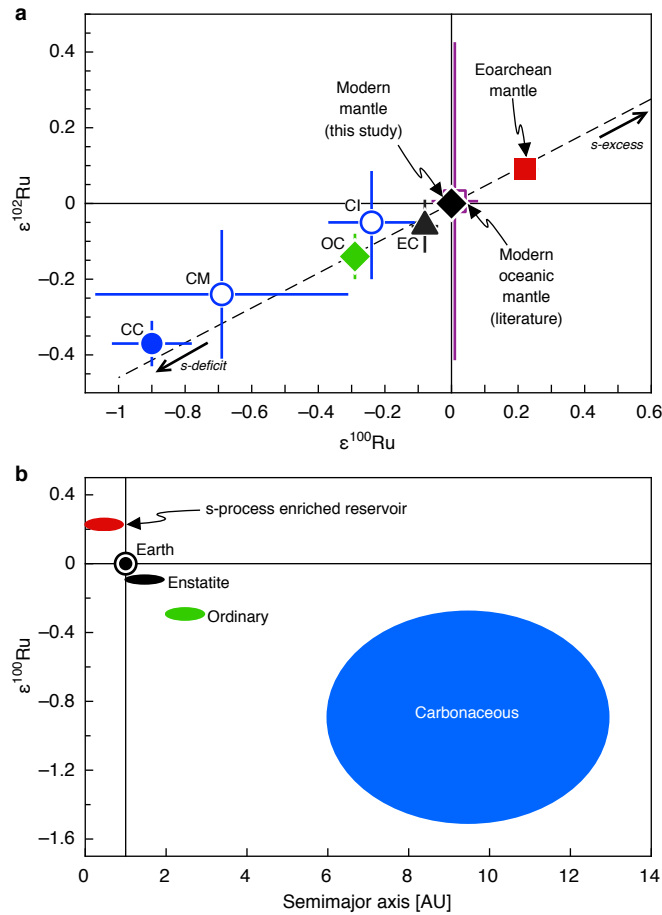 a
0.4
0.2
0
−0.2
−0.4
ε102Ru
Modern
mantle
(this study)
Eoarchean
mantle
s-excess
CI
OC
EC
CM
CC
s-deficit
Modern
oceanic
mantle
(literature)
−1
−0.8
−0.6
−0.4
−0.2
0
0.2
0.4
0.6
ε100Ru
b
0.4
0
−0.4
−0.8
−1.2
−1.6
ε100Ru
s-process enriched reservoir
Earth
Enstatite
Ordinary
Carbonaceous
0
2
4
6
8
10
12
14
Semimajor axis [AU]